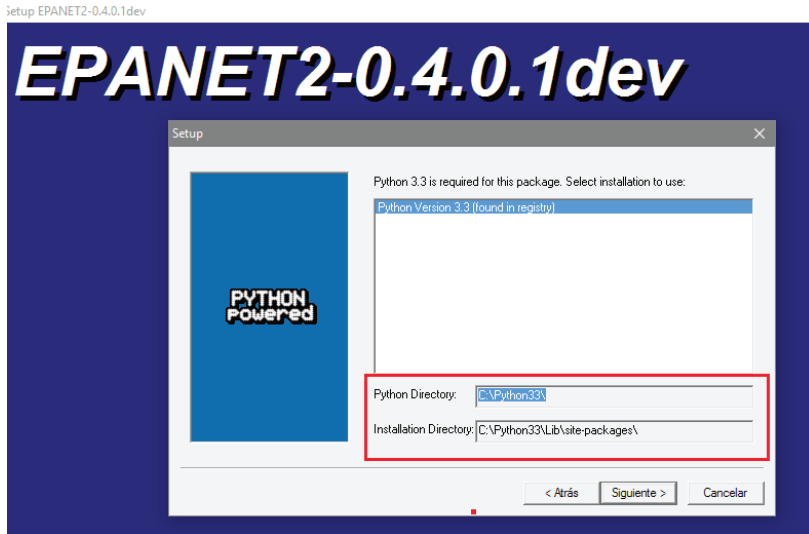 Setup EPANET2-0.4.0.1dev
EPANET2-0.4.0.1dev
Setup
Python 3.3 is required for this package. Select installation to use:
Python Version 3.3 (found in registry)
PYTHON
powered
Python Directory: C:\Python33\
Installation Directory: C:\Python33\Lib\site-packages\
< Atrás Siguiente > Cancelar